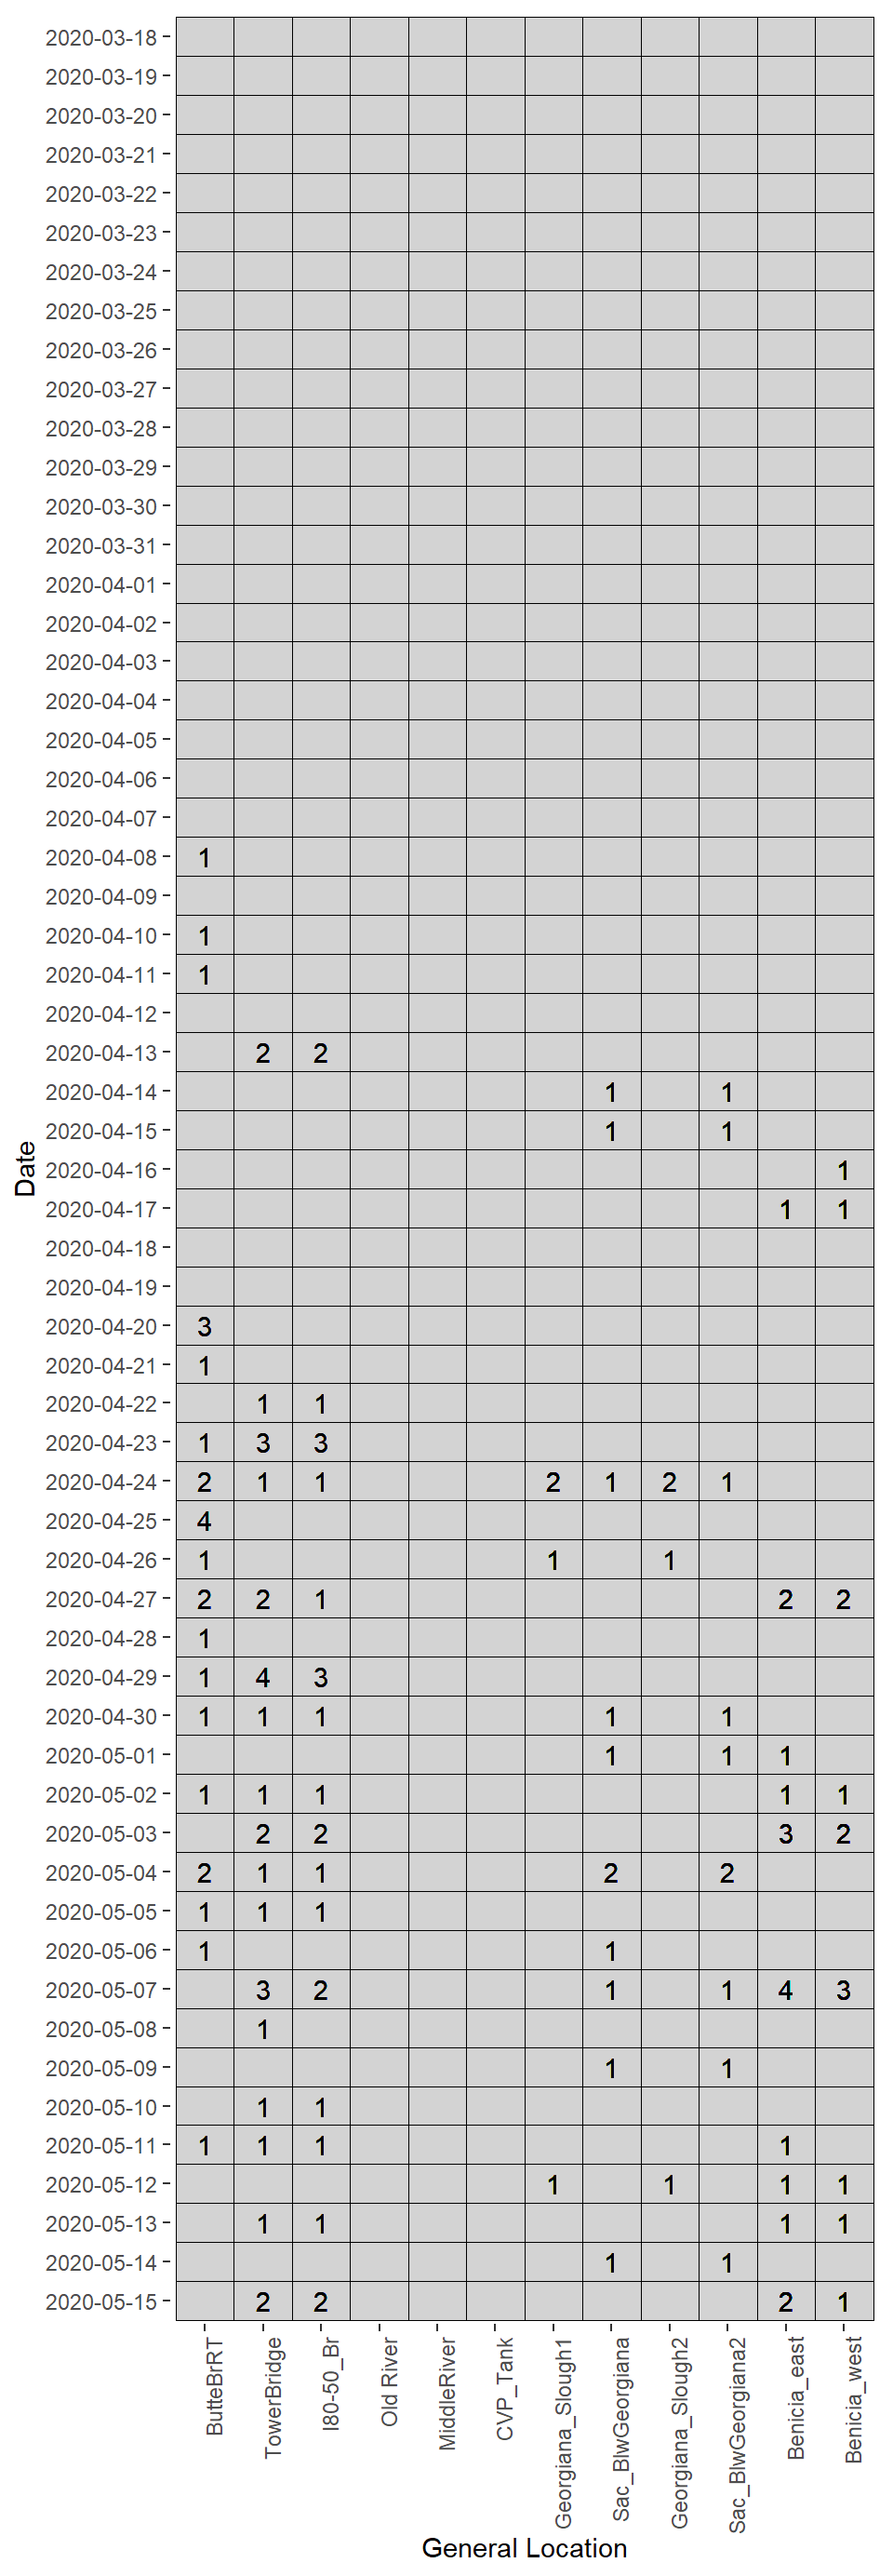 2020-03-18
2020-03-19
2020-03-20
2020-03-21
2020-03-22
2020-03-23
2020-03-24
2020-03-25
2020-03-26
2020-03-27
2020-03-28
2020-03-29
2020-03-30
2020-03-31
2020-04-01
2020-04-02
2020-04-03
2020-04-04
2020-04-05
2020-04-06
2020-04-07
2020-04-08 1
2020-04-09
2020-04-10 1
2020-04-11 1
2020-04-12
2020-04-13 2 2
2020-04-14 1 1
2020-04-15 1 1
Date
2020-04-16 1
2020-04-17 1 1
2020-04-18
2020-04-19
2020-04-20 3
2020-04-21 1
2020-04-22 1 1
2020-04-23 1 3 3
2020-04-24 2 1 1 2 1 2 1
2020-04-25 4
2020-04-26 1 1 1
2020-04-27 2 2 1 2 2
2020-04-28 1
2020-04-29 1 4 3
2020-04-30 1 1 1 1 1
2020-05-01 1 1 1
2020-05-02 1 1 1 1 1
2020-05-03 2 2 3 2
2020-05-04 2 1 1 2 2
2020-05-05 1 1 1
2020-05-06 1 1
2020-05-07 3 2 1 1 4 3
2020-05-08 1
2020-05-09 1 1
2020-05-10 1 1
2020-05-11 1 1 1 1
2020-05-12 1 1 1 1
2020-05-13 1 1 1 1
2020-05-14 1 1
2020-05-15 2 2 2 1
ButteBrRT
TowerBridge
I80-50_Br
Old River
MiddleRiver
CVP_Tank
Georgiana_Slough1
Sac_BlwGeorgiana
Georgiana_Slough2
Sac_BlwGeorgiana2
Benicia_east
Benicia_west
General Location